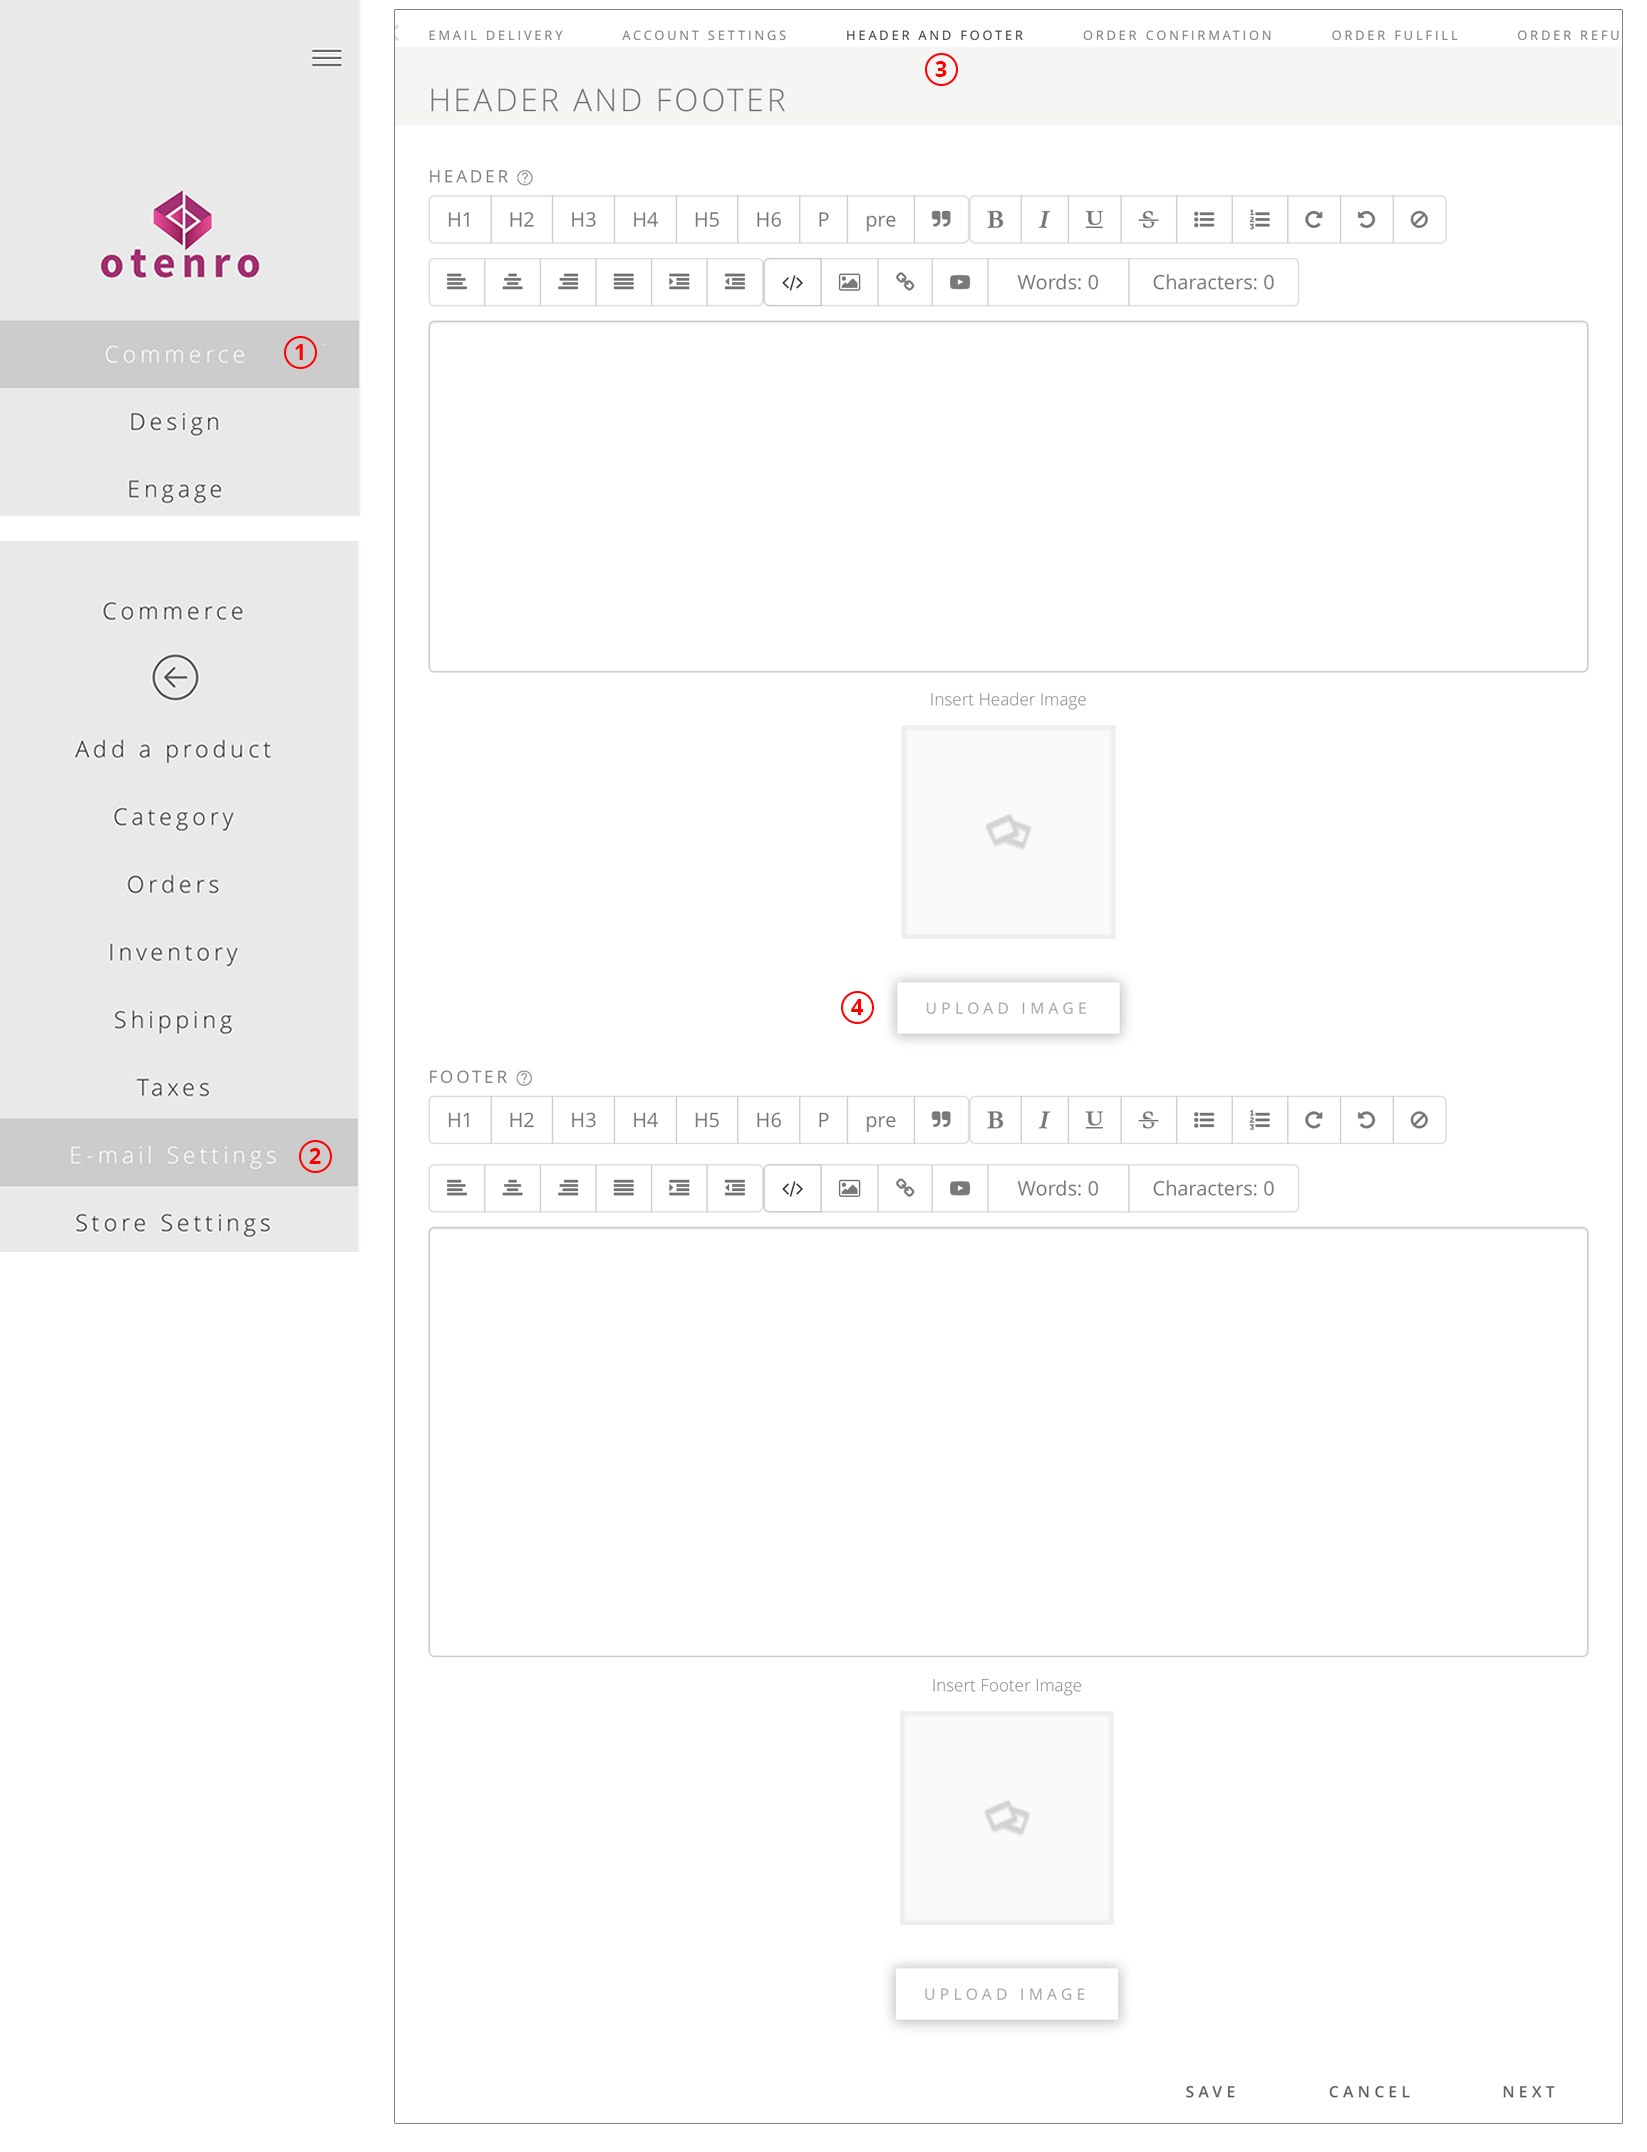 otenro
Commerce 1
Design
Engage
Commerce
Add a product
Category
Orders
Inventory
Shipping
Taxes
E-mail Settings 2
Store Settings
EMAIL DELIVERY ACCOUNT SETTINGS HEADER AND FOOTER ORDER CONFIRMATION ORDER FULFILL ORDER REFU
3
HEADER AND FOOTER
HEADER ?
H1 H2 H3 H4 H5 H6 P pre B I U S
Words: 0 Characters: 0
Insert Header Image
4 UPLOAD IMAGE
FOOTER ?
H1 H2 H3 H4 H5 H6 P pre B I U S
Words: 0 Characters: 0
Insert Footer Image
UPLOAD IMAGE
SAVE CANCEL NEXT